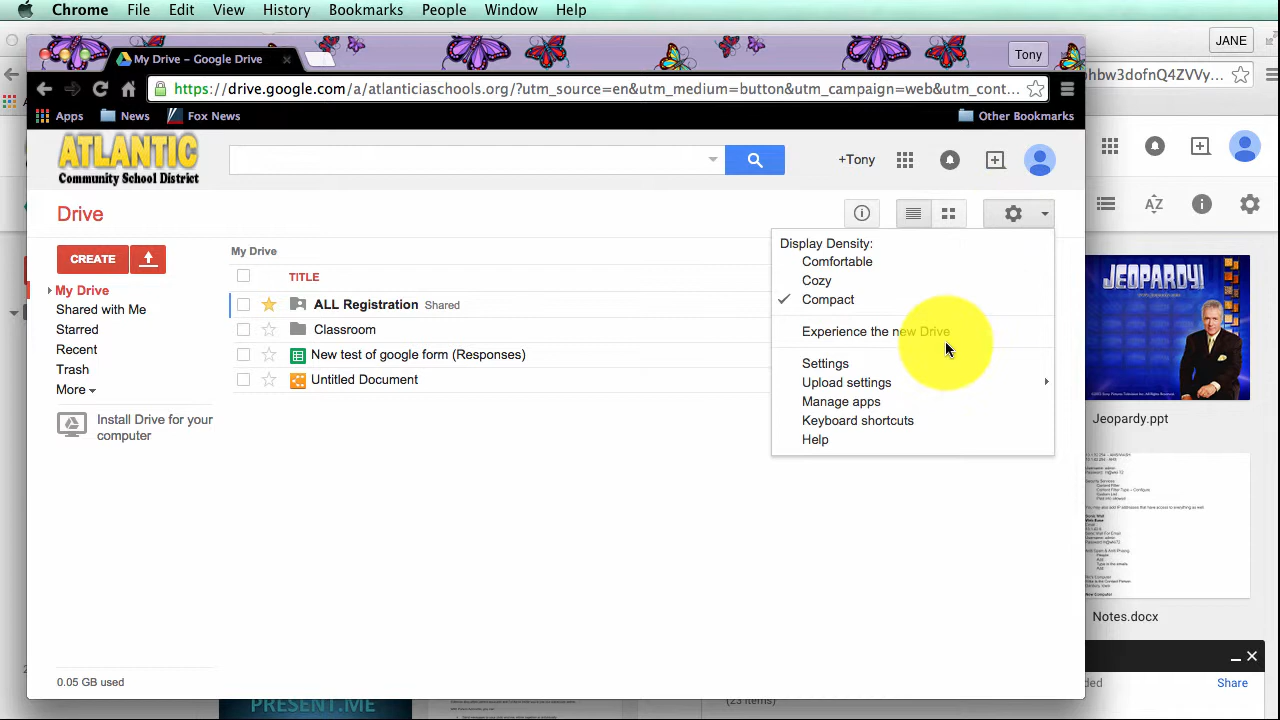 Chrome File Edit View History Bookmarks People Window Help
My Drive – Google Drive
Tony
JANE
https://drive.google.com/a/atlanticiaschools.org/?utm_source=en&utm_medium=button&utm_campaign=web&utm_cont...
ohbw3dofnQ4ZVVy...
Apps News Fox News Other Bookmarks
ATLANTIC
Community School District
+Tony
Drive
CREATE
My Drive
Shared with Me
Starred
Recent
Trash
More
Install Drive for your
computer
0.05 GB used
My Drive
TITLE
ALL Registration Shared
Classroom
New test of google form (Responses)
Untitled Document
Display Density:
Comfortable
Cozy
Compact
Experience the new Drive
Settings
Upload settings
Manage apps
Keyboard shortcuts
Help
AZ
JEOPARDY!
Jeopardy.ppt
Notes.docx
ded Share
PRESENT.ME
(23 items)